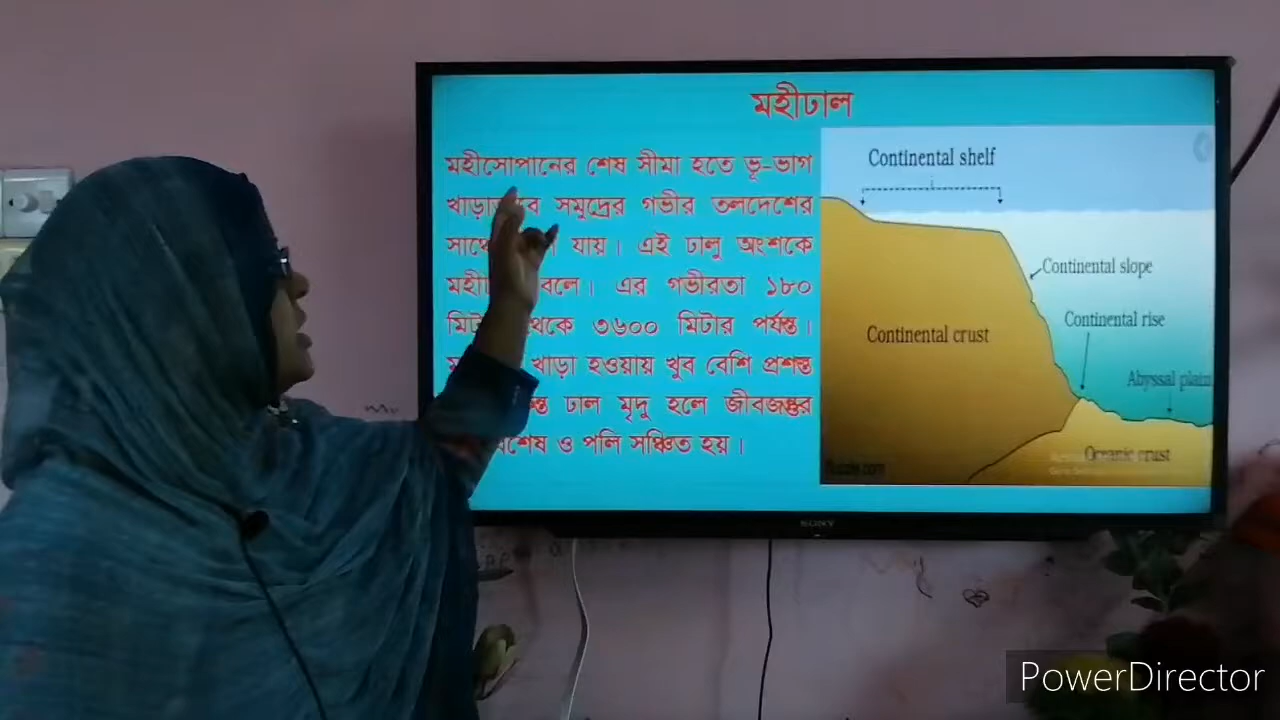 মহীঢাল
মহীসোপানের শেষ সীমা হতে ভূ-ভাগ
সমুদ্রের গভীর তলদেশের
যায়। এই ঢালু অংশকে
বলে। এর গভীরতা ১৮০
থেকে ৩৬০০ মিটার পর্যন্ত।
খাড়া হওয়ায় খুব বেশি প্রশস্ত
ঢাল মৃদু হলে জীবজন্তুর
ও পলি সঞ্চিত হয়।
Continental shelf
Continental slope
Continental rise
Continental crust
Abyssal plain
Oceanic crust
SONY
PowerDirector